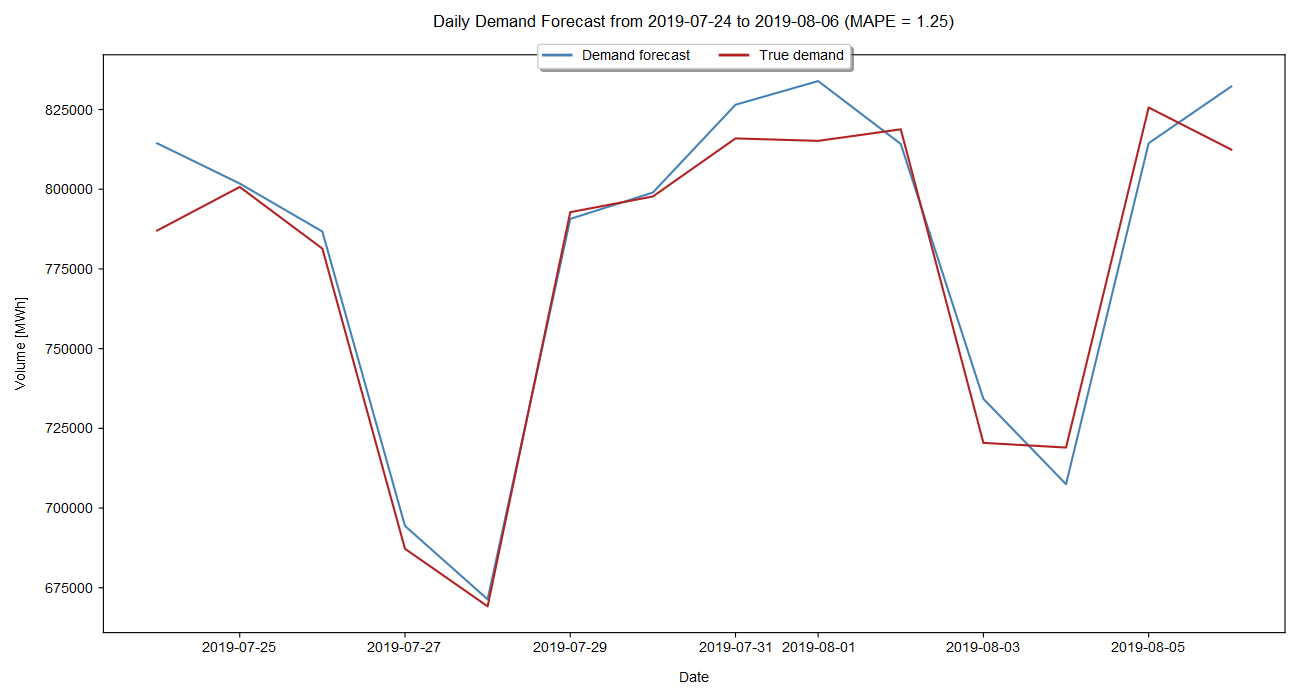 Daily Demand Forecast from 2019-07-24 to 2019-08-06 (MAPE = 1.25)
Demand forecast True demand
825000
800000
775000
750000
725000
700000
675000
Volume [MWh]
2019-07-25 2019-07-27 2019-07-29 2019-07-31 2019-08-01 2019-08-03 2019-08-05
Date